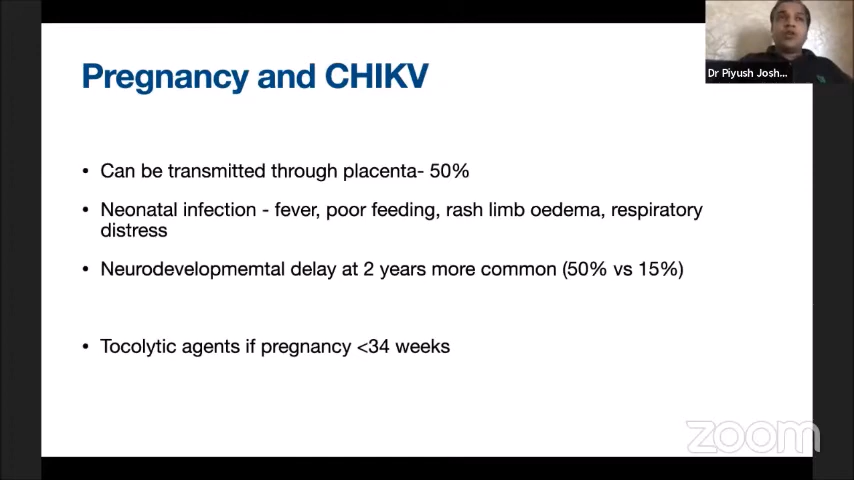 Pregnancy and CHIKV
Dr Piyush Josh...
• Can be transmitted through placenta- 50%
• Neonatal infection - fever, poor feeding, rash limb oedema, respiratory
distress
• Neurodevelopmemtal delay at 2 years more common (50% vs 15%)
• Tocolytic agents if pregnancy <34 weeks
zoom